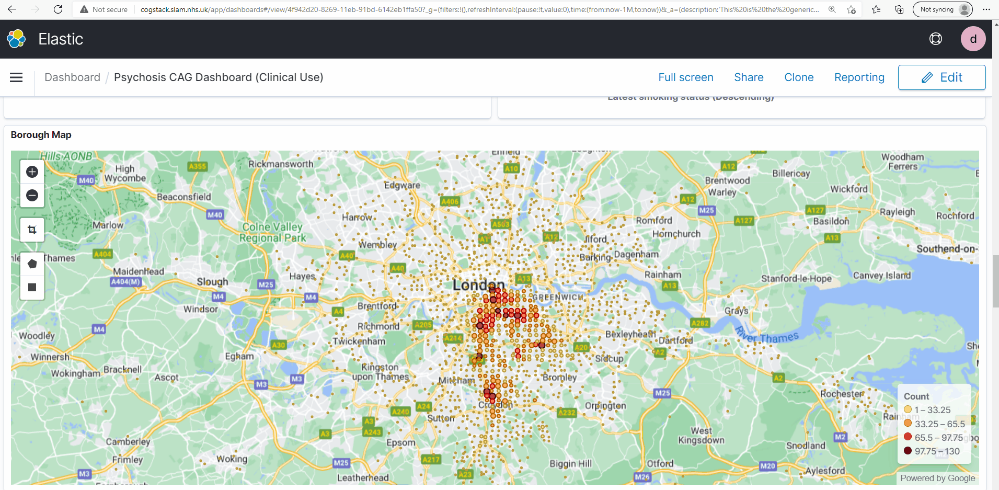 Not secure cogstack.slam.nhs.uk/app/dashboards#/view/4f942d20-8269-11eb-91bd-6142eb1ffa50?_g=(filters:!(),refreshInterval:(pause:!t,value:0),time:(from:now-1M,to:now))&_a=(description:'This%20is%20the%20generic... Not syncing
Elastic d
Dashboard / Psychosis CAG Dashboard (Clinical Use) Full screen Share Clone Reporting Edit
Latest smoking status (Descending)
Borough Map
Hills AONB Enfield South Woodham Ferrers
Rickmansworth
High Wycombe A355 A10 A12 Billericay
M40 Edgware Brentwood Warley Wickford
Beaconsfield A406 A12
M40 Harrow M25 A127 A127 Rayleigh Rochford
Marlow Colne Valley Regional Park A503 Romford Basildon
A1 A12 Ilford Hornchurch A13
Wembley Southend-on-
Thames A404 A40 Barking Dagenham
Maidenhead A40 Rainham Stanford-le-Hope Canvey Island
A404(M) Slough M25 Hayes London A13 A13
M4 M4 GREENWICH
Windsor A4 Brentford Grays
Woodley M4 Richmond A205 A282 River Thames
A30 Twickenham A214 Bexleyheath Dartford
Winnersh Egham A20 A2
Wokingham Bracknell Ascot Kingston upon Thames Sidcup
M3 M3 Mitcham Bromley A2
M25 Rochester
Croydon Orpington
A240 A24 A232
A3 Sutton
A3 A243 West Kingsdown M2
Camberley Epsom Snodland
Frimley Woking M25 A217 Biggin Hill Otford M20 Aylesford
M3 Leatherhead A23 M26
Count
1 – 33.25
33.25 – 65.5
65.5 – 97.75
97.75 – 130
Powered by Google